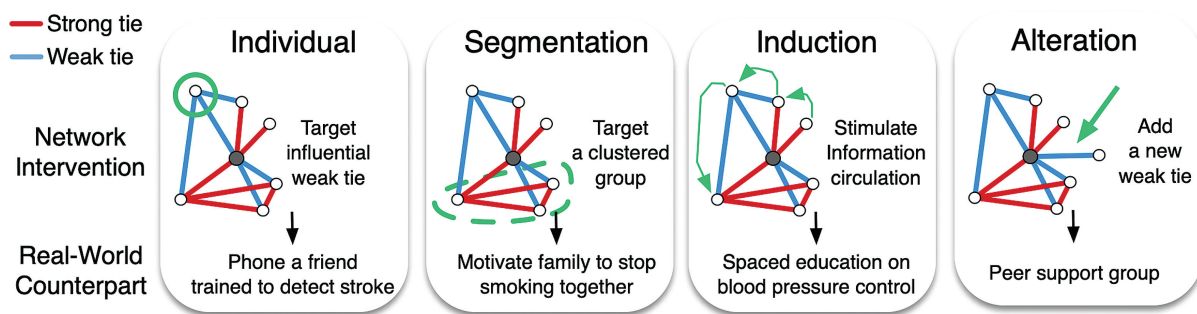 Strong tie
Weak tie
Individual
Segmentation
Induction
Alteration
Network
Intervention
Target
influential
weak tie
Target
a clustered
group
Stimulate
Information
circulation
Add
a new
weak tie
Real-World
Counterpart
Phone a friend
trained to detect stroke
Motivate family to stop
smoking together
Spaced education on
blood pressure control
Peer support group